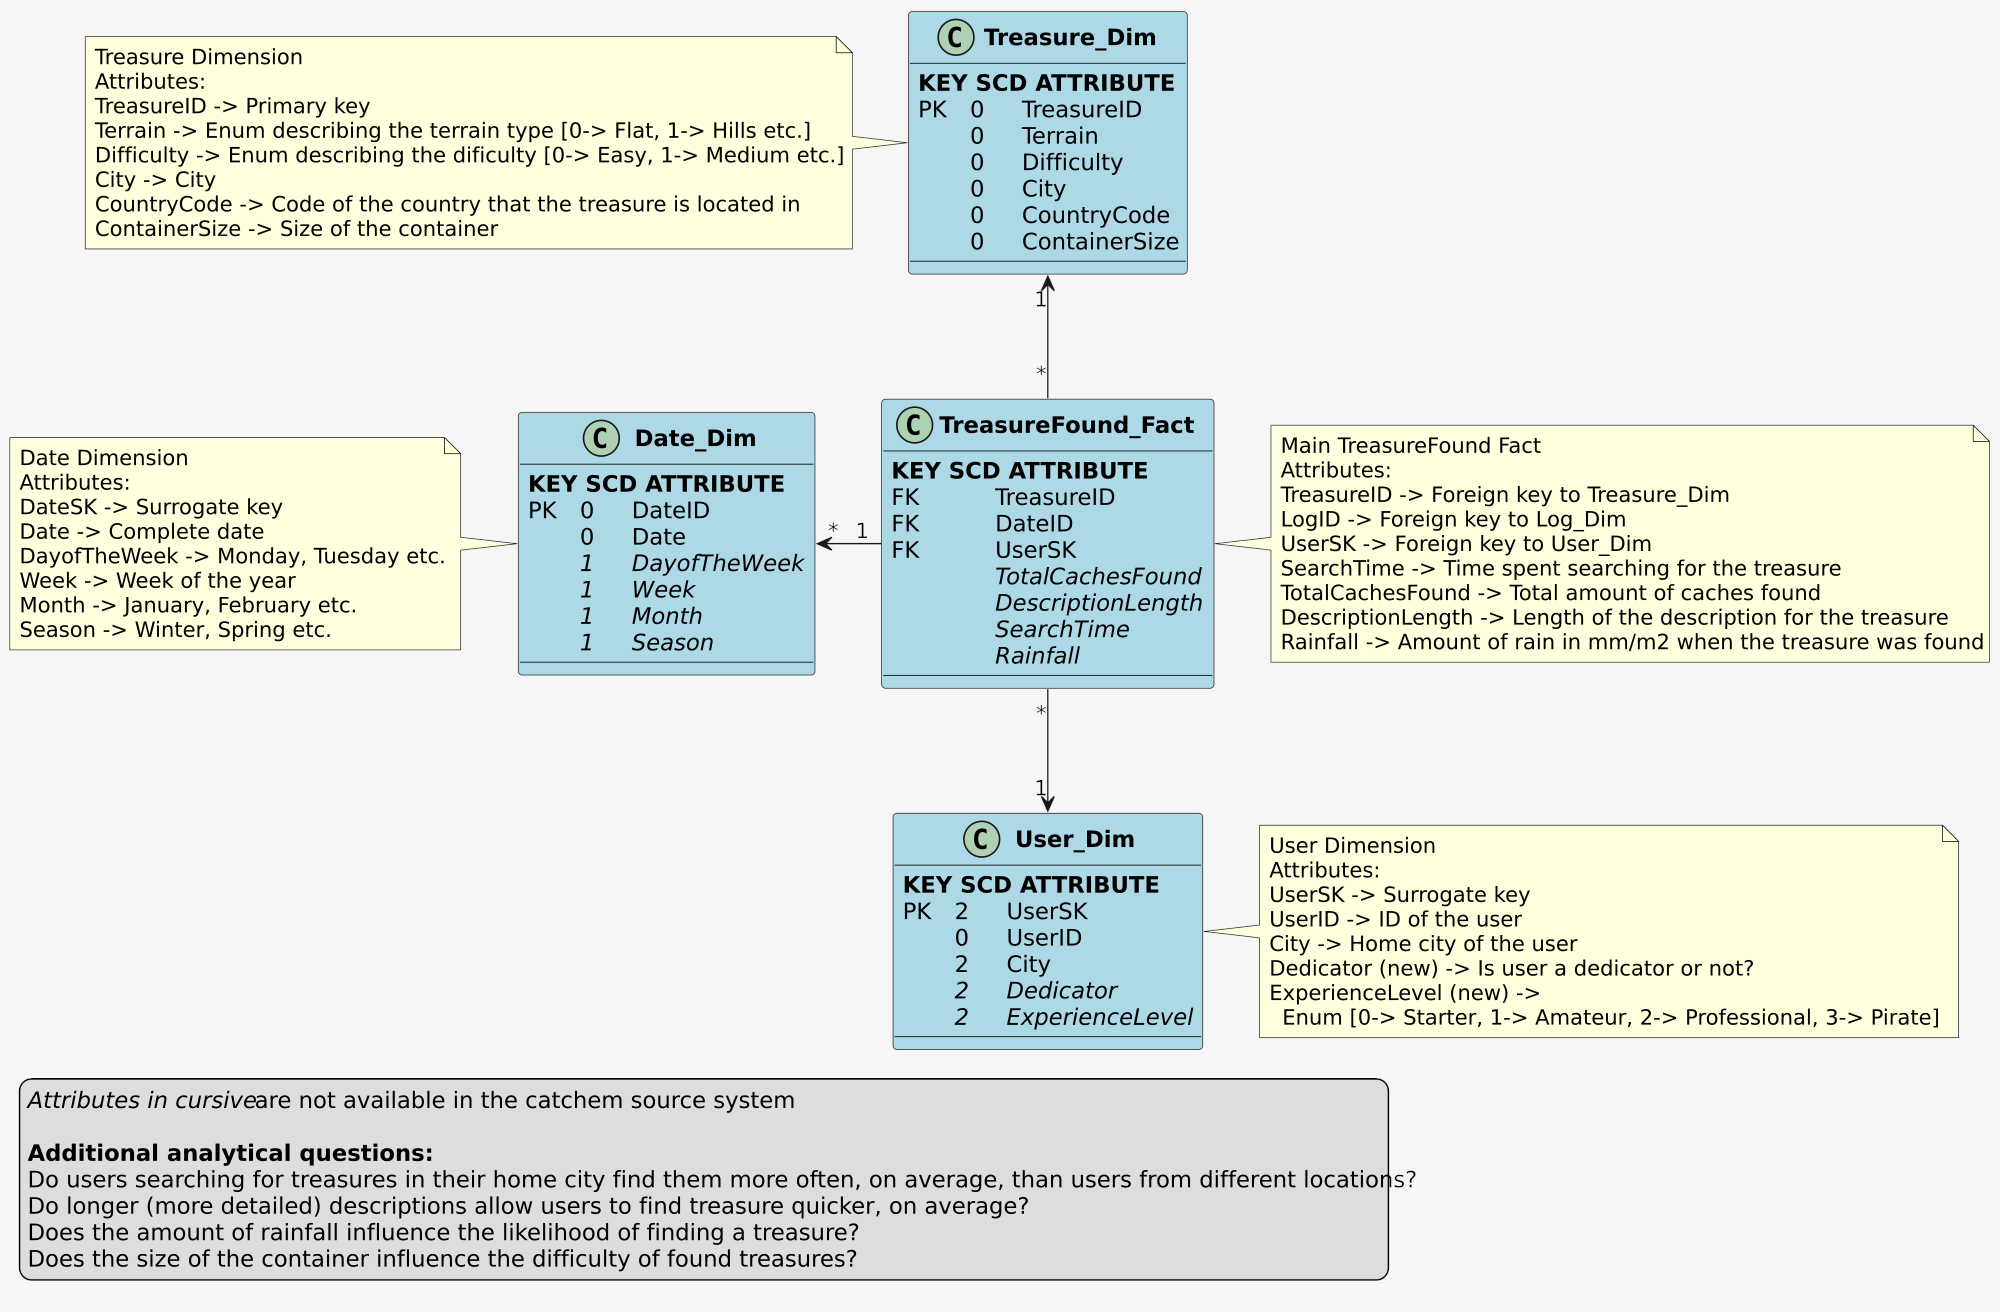 Treasure Dimension
Attributes:
TreasureID -> Primary key
Terrain -> Enum describing the terrain type [0-> Flat, 1-> Hills etc.]
Difficulty -> Enum describing the dificulty [0-> Easy, 1-> Medium etc.]
City -> City
CountryCode -> Code of the country that the treasure is located in
ContainerSize -> Size of the container
C Treasure_Dim
KEY SCD ATTRIBUTE
PK 0 TreasureID
0 Terrain
0 Difficulty
0 City
0 CountryCode
0 ContainerSize
1
*
Date Dimension
Attributes:
DateSK -> Surrogate key
Date -> Complete date
DayofTheWeek -> Monday, Tuesday etc.
Week -> Week of the year
Month -> January, February etc.
Season -> Winter, Spring etc.
C Date_Dim
KEY SCD ATTRIBUTE
PK 0 DateID
0 Date
1 DayofTheWeek
1 Week
1 Month
1 Season
* 1
C TreasureFound_Fact
KEY SCD ATTRIBUTE
FK TreasureID
FK DateID
FK UserSK
TotalCachesFound
DescriptionLength
SearchTime
Rainfall
Main TreasureFound Fact
Attributes:
TreasureID -> Foreign key to Treasure_Dim
LogID -> Foreign key to Log_Dim
UserSK -> Foreign key to User_Dim
SearchTime -> Time spent searching for the treasure
TotalCachesFound -> Total amount of caches found
DescriptionLength -> Length of the description for the treasure
Rainfall -> Amount of rain in mm/m2 when the treasure was found
*
1
C User_Dim
KEY SCD ATTRIBUTE
PK 2 UserSK
0 UserID
2 City
2 Dedicator
2 ExperienceLevel
User Dimension
Attributes:
UserSK -> Surrogate key
UserID -> ID of the user
City -> Home city of the user
Dedicator (new) -> Is user a dedicator or not?
ExperienceLevel (new) ->
Enum [0-> Starter, 1-> Amateur, 2-> Professional, 3-> Pirate]
Attributes in cursive are not available in the catchem source system
Additional analytical questions:
Do users searching for treasures in their home city find them more often, on average, than users from different locations?
Do longer (more detailed) descriptions allow users to find treasure quicker, on average?
Does the amount of rainfall influence the likelihood of finding a treasure?
Does the size of the container influence the difficulty of found treasures?